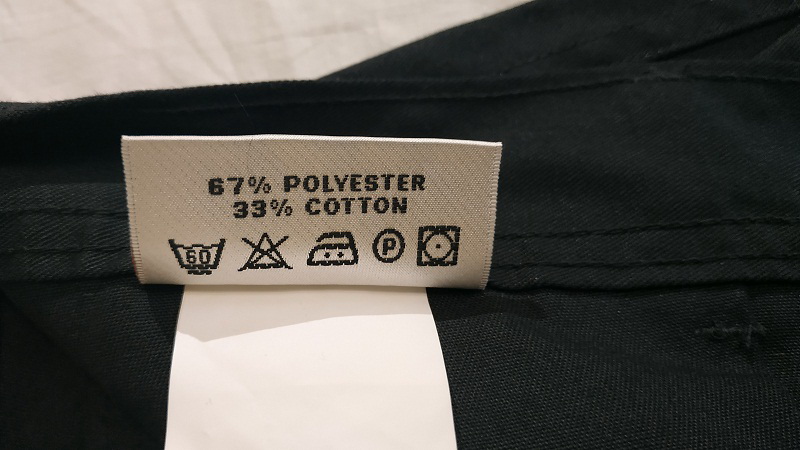 67% POLYESTER
33% COTTON
60 P